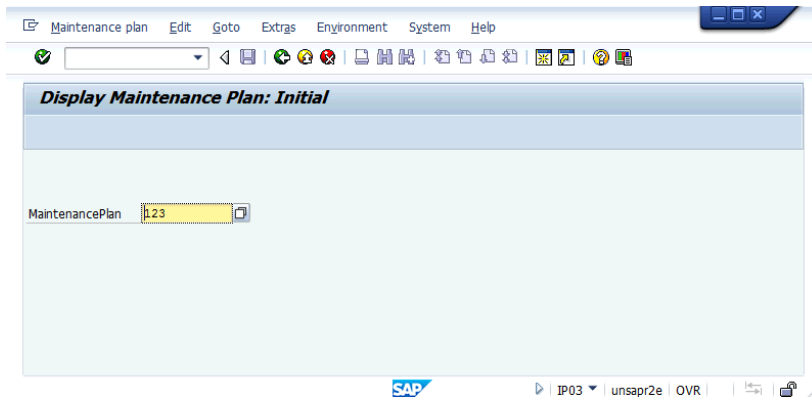 Maintenance plan Edit Goto Extras Environment System Help
Display Maintenance Plan: Initial
MaintenancePlan 123
SAP IP03 unsapr2e OVR